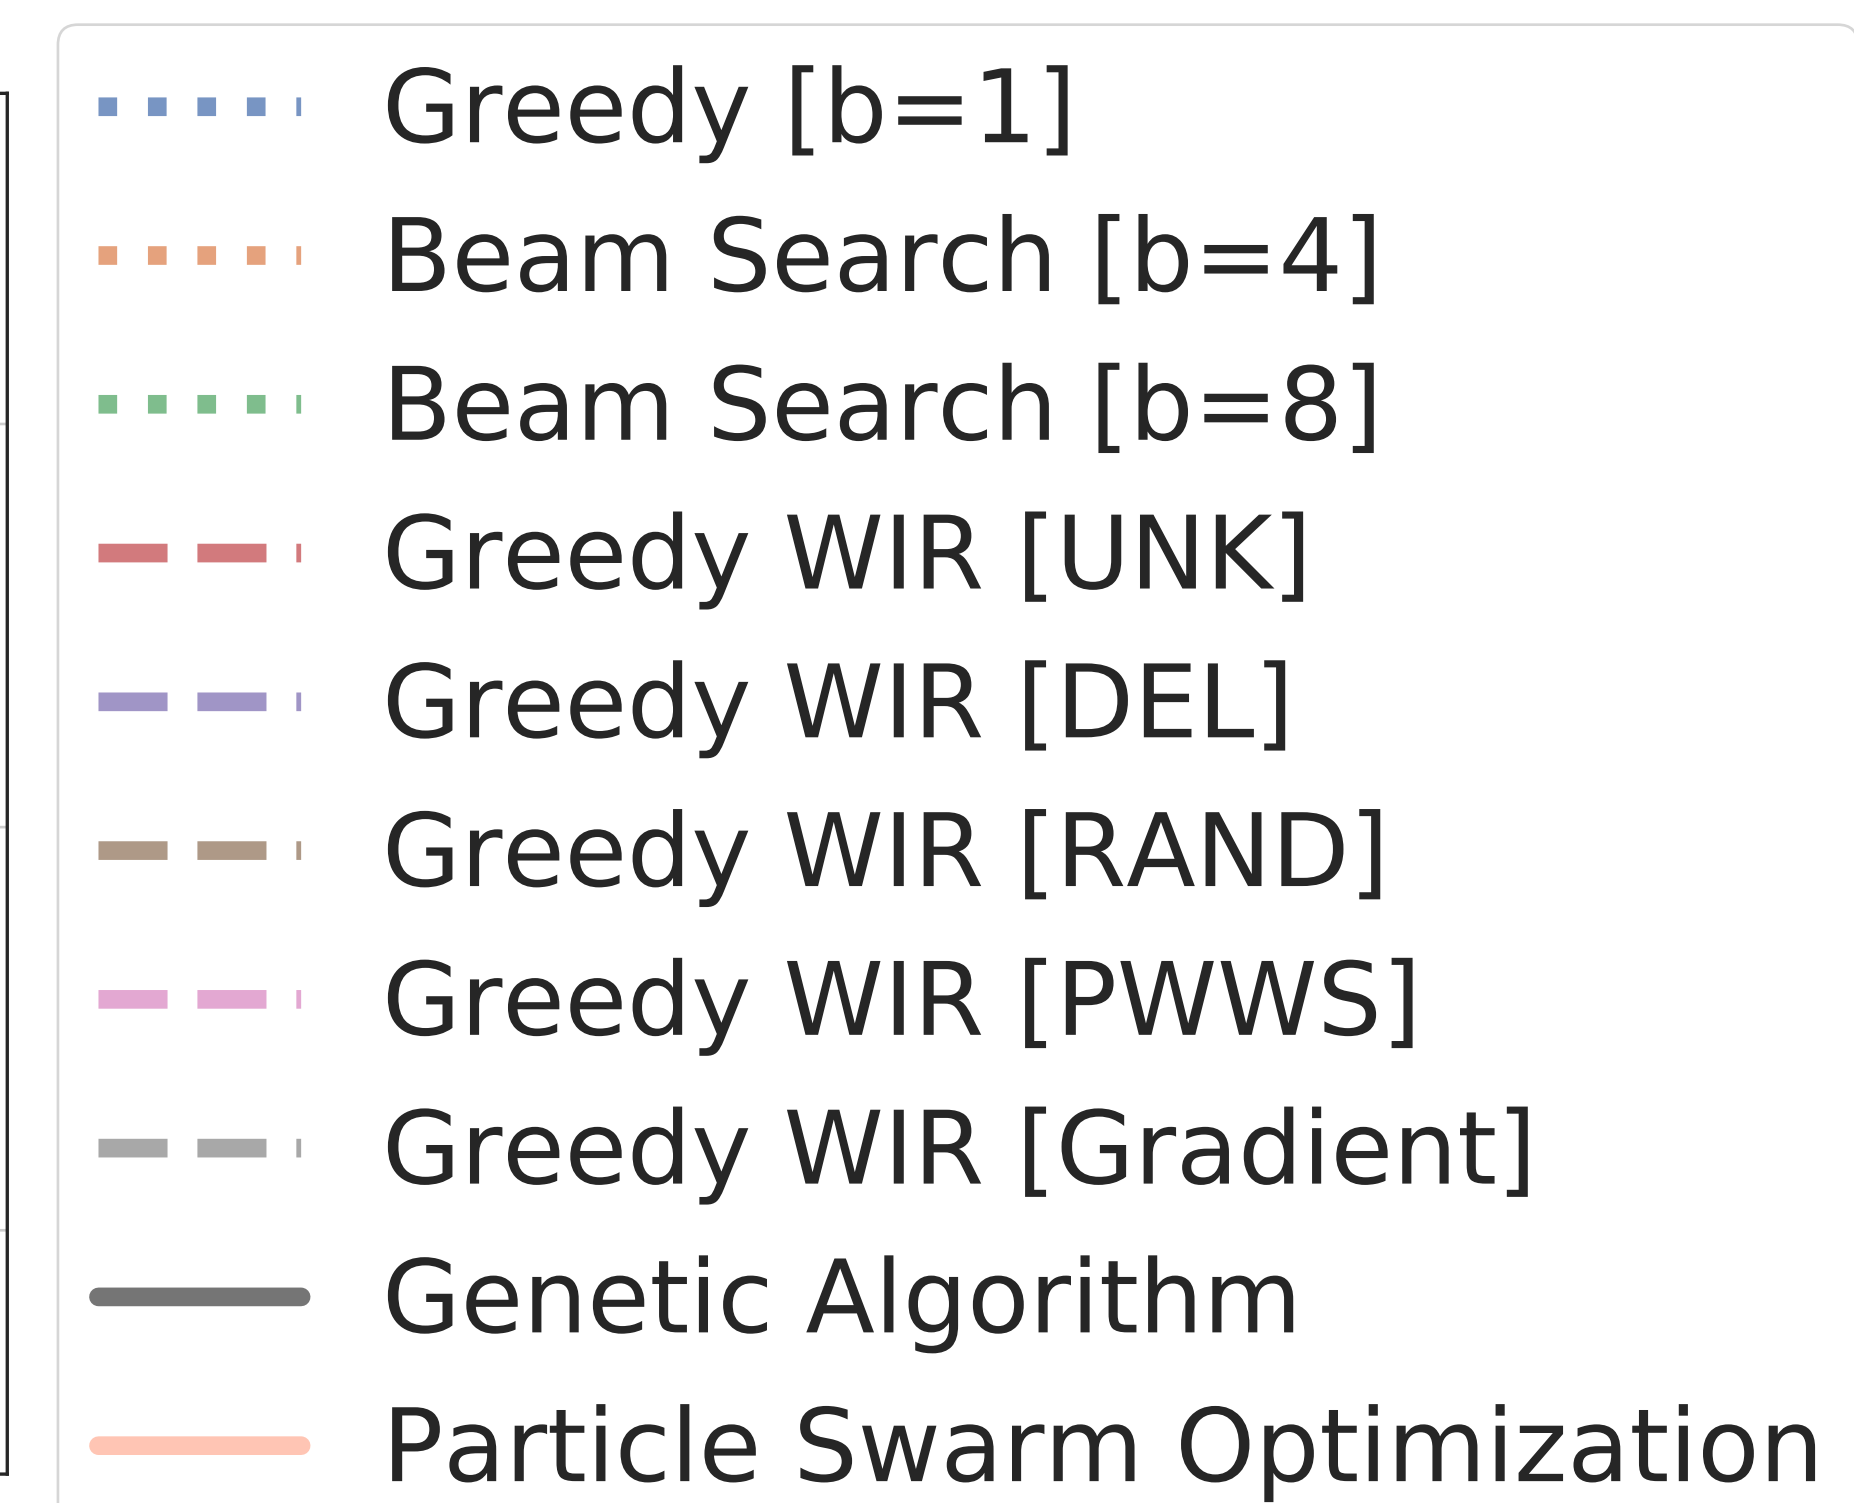 Greedy [b=1]
Beam Search [b=4]
Beam Search [b=8]
Greedy WIR [UNK]
Greedy WIR [DEL]
Greedy WIR [RAND]
Greedy WIR [PWWS]
Greedy WIR [Gradient]
Genetic Algorithm
Particle Swarm Optimization